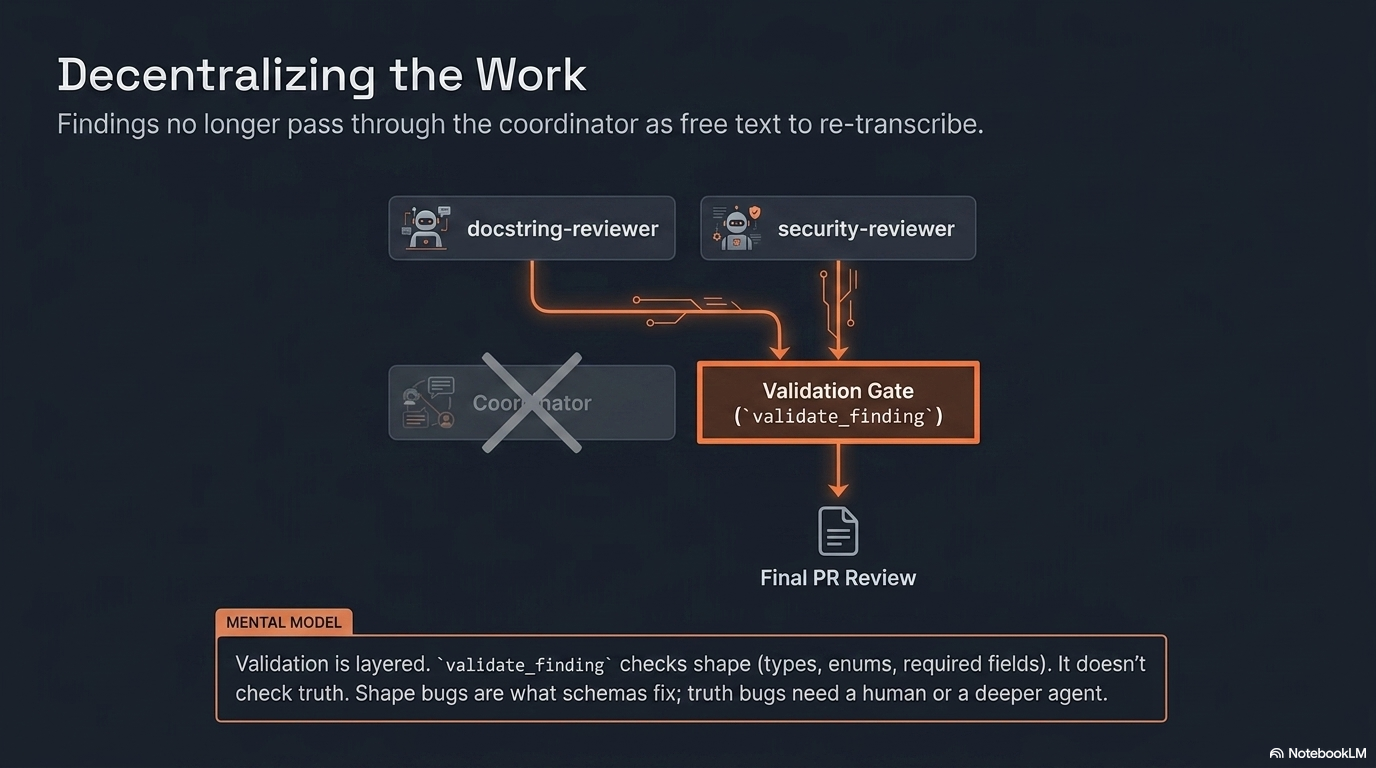 Decentralizing the Work
Findings no longer pass through the coordinator as free text to re-transcribe.
docstring-reviewer
security-reviewer
Coordinator
Validation Gate
(`validate_finding`)
Final PR Review
MENTAL MODEL
Validation is layered. `validate_finding` checks shape (types, enums, required fields). It doesn't
check truth. Shape bugs are what schemas fix; truth bugs need a human or a deeper agent.
NotebookLM